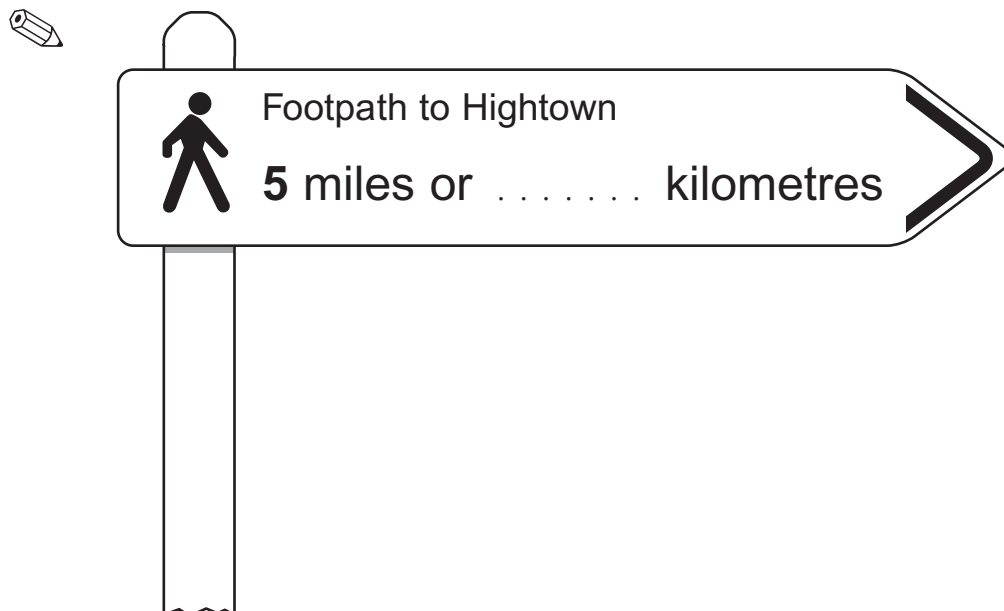 Footpath to Hightown
5 miles or ....... kilometres